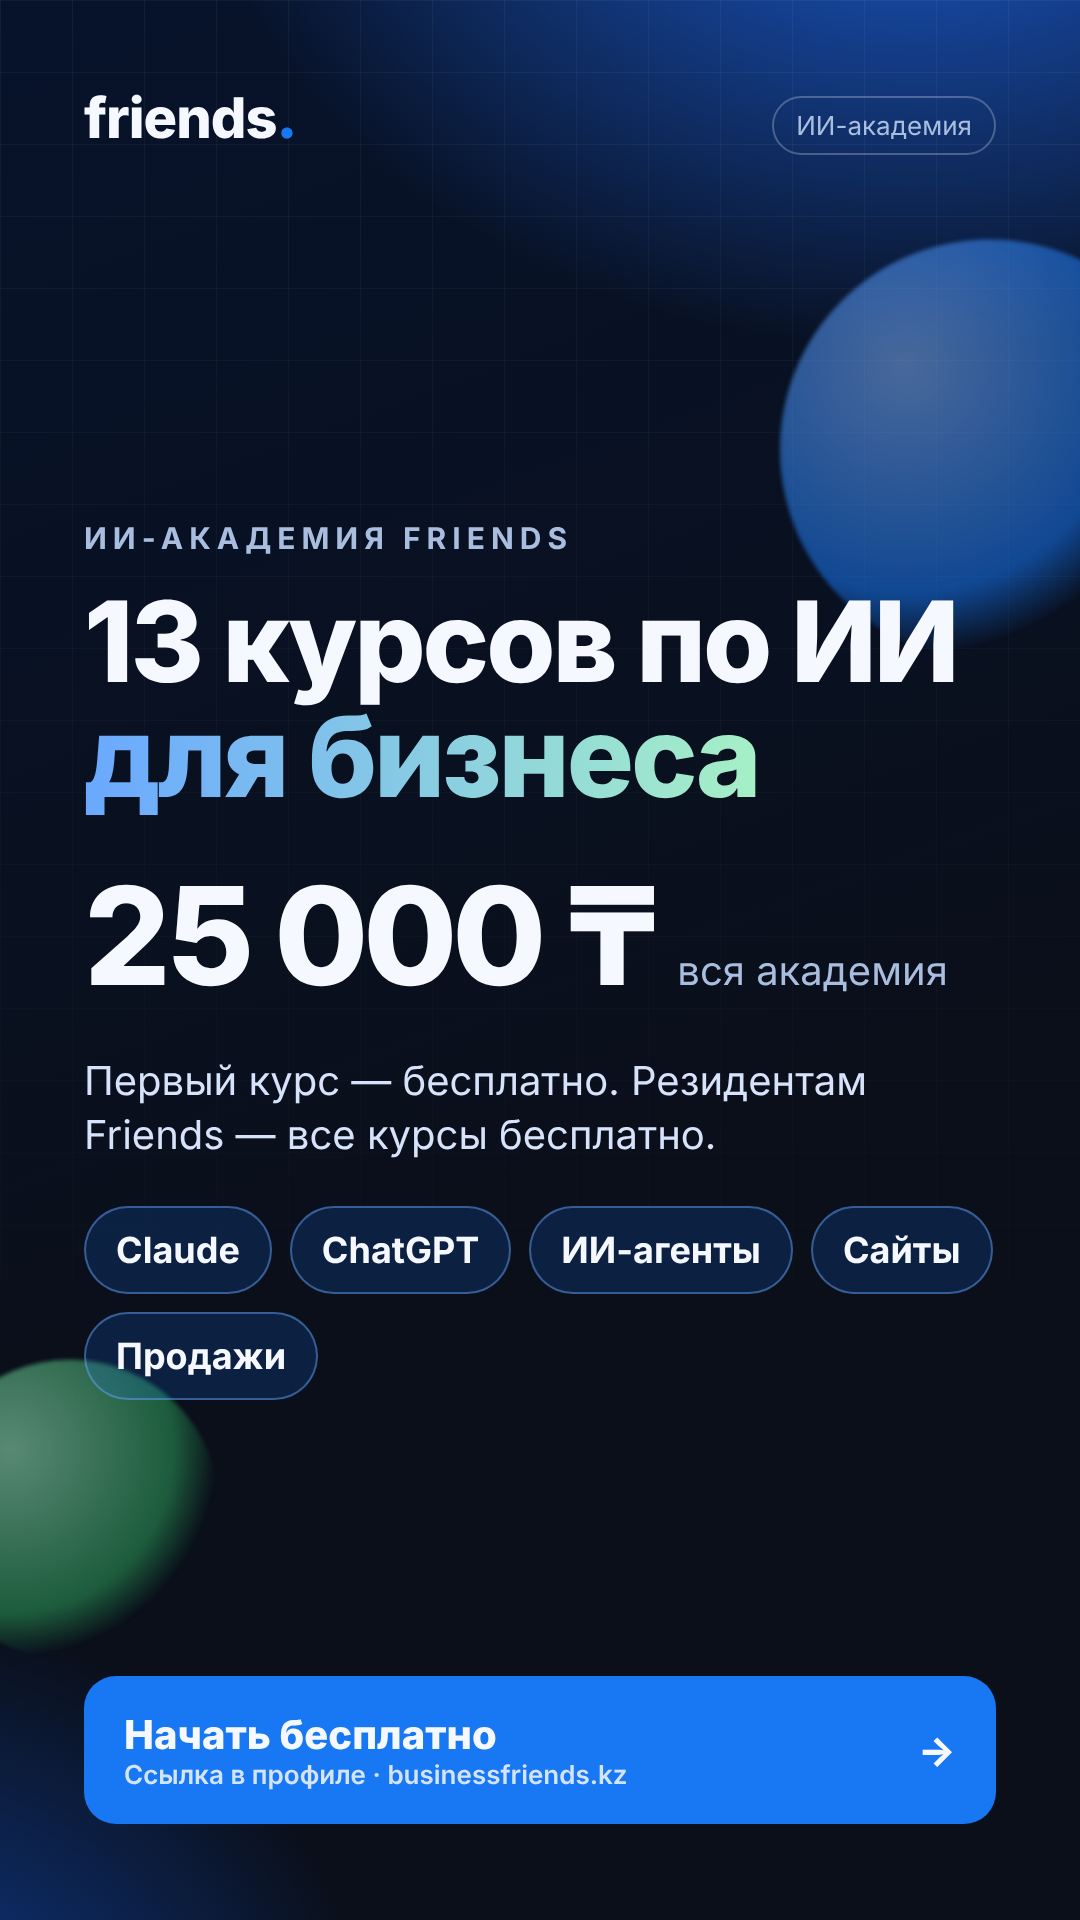 friends.
ИИ-академия
ИИ-АКАДЕМИЯ FRIENDS
13 курсов по ИИ
для бизнеса
25 000 ₸ вся академия
Первый курс — бесплатно. Резидентам
Friends — все курсы бесплатно.
Claude ChatGPT ИИ-агенты Сайты
Продажи
Начать бесплатно
Ссылка в профиле · businessfriends.kz
→